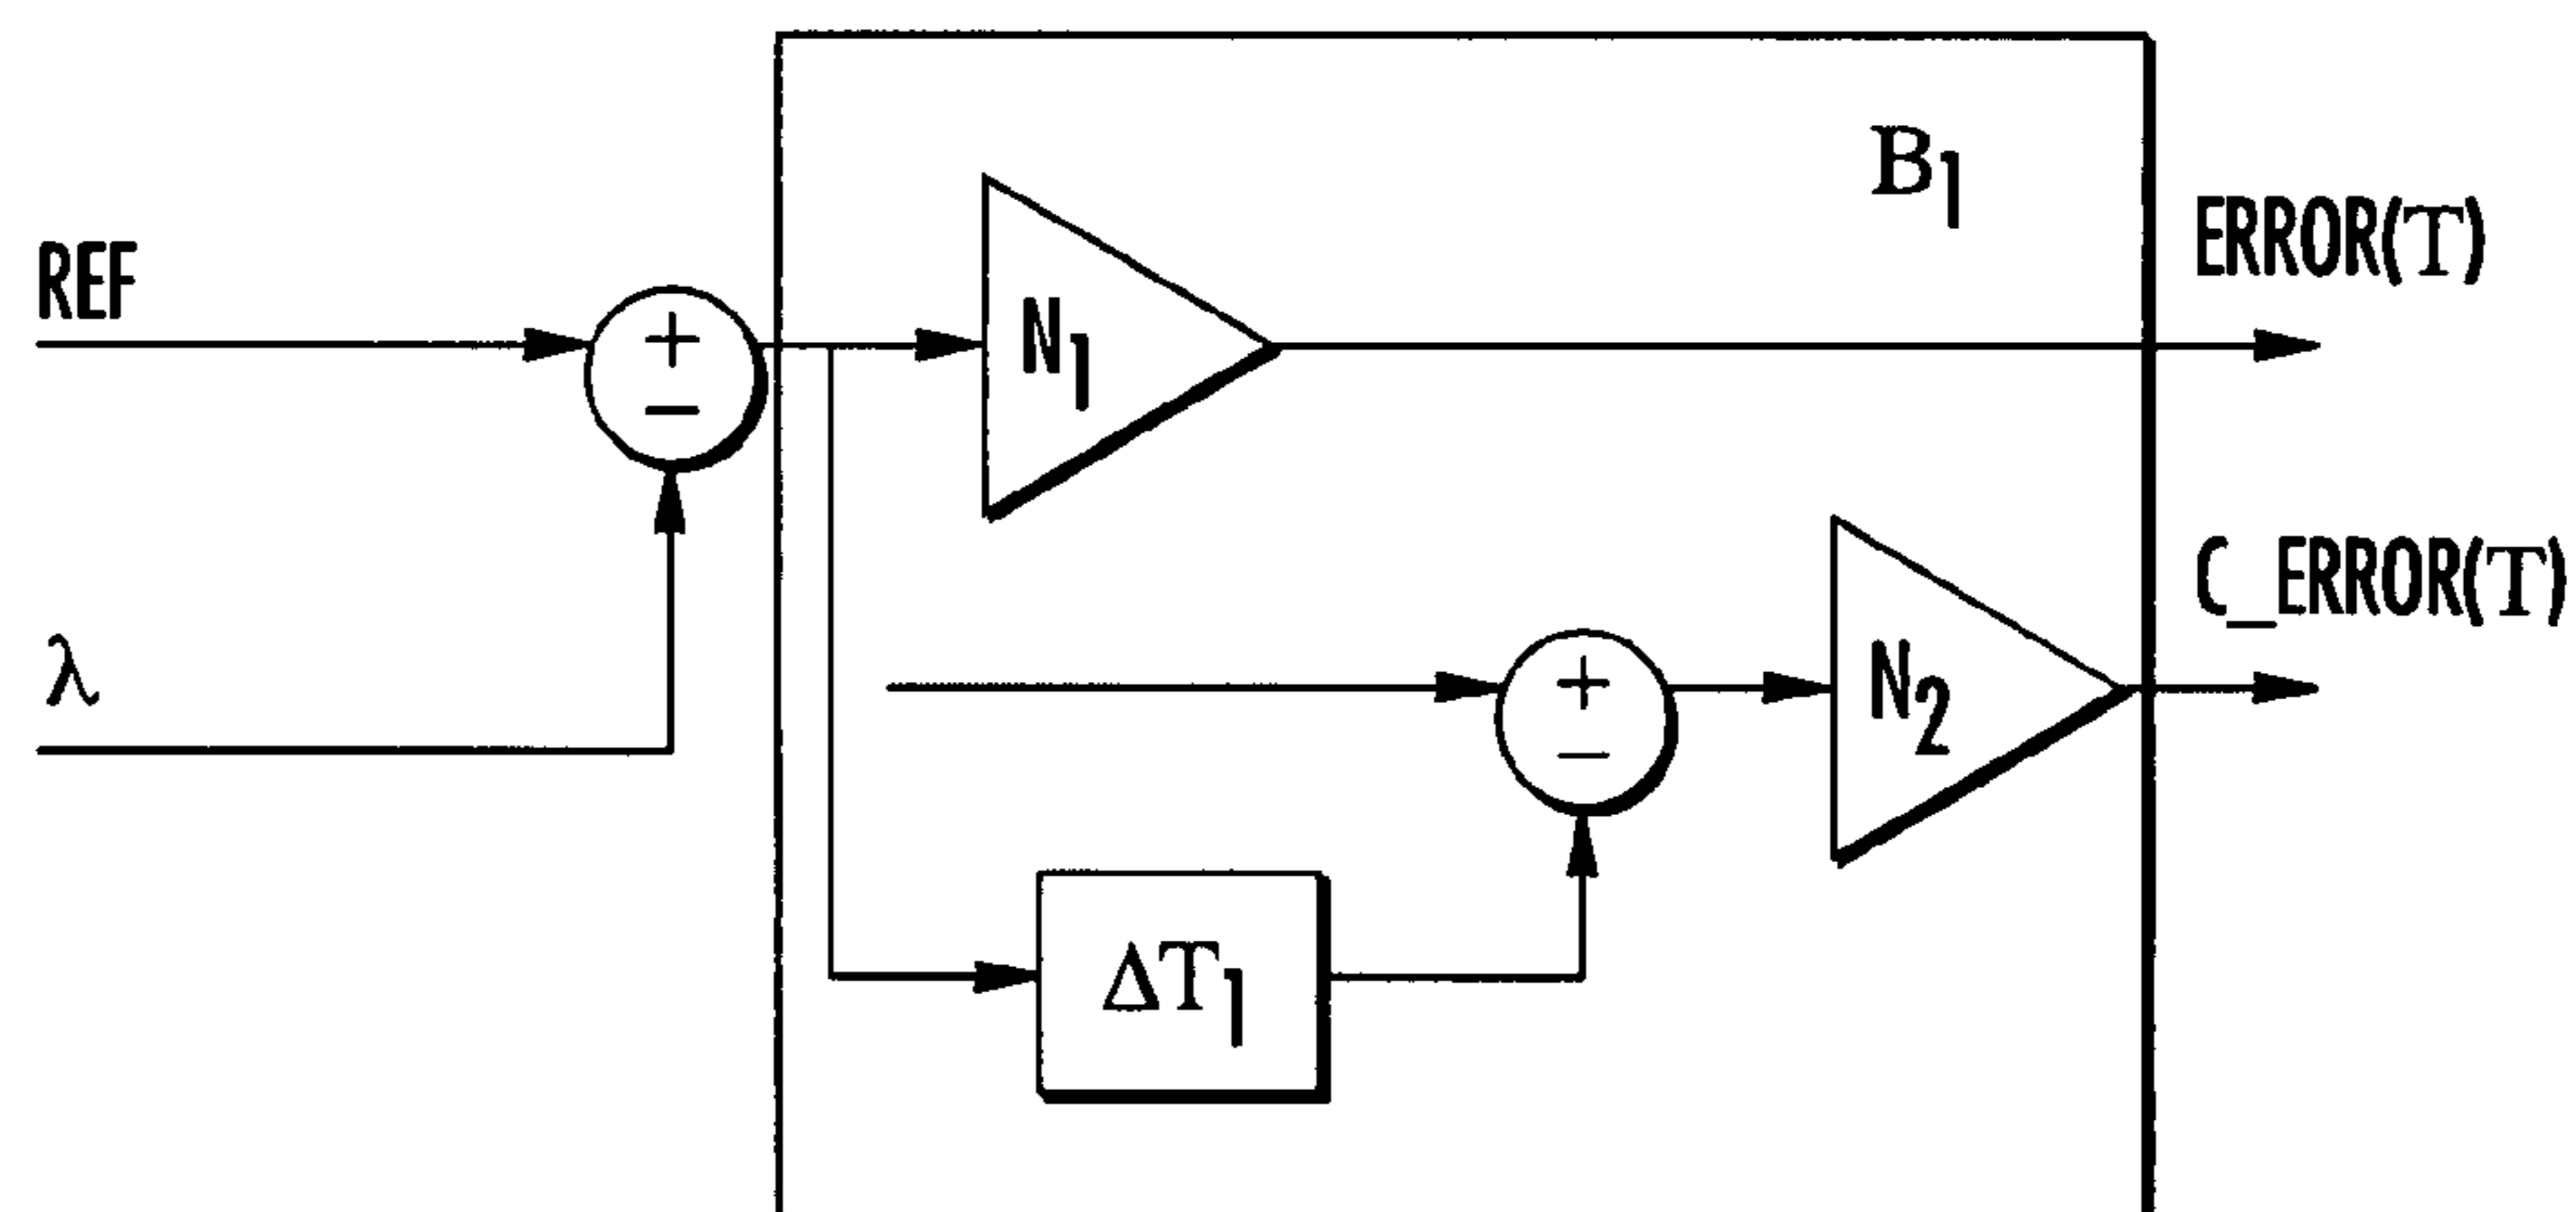 B1
REF
N1
ERROR(T)
+
−
λ
C_ERROR(T)
+
−
N2
ΔT1